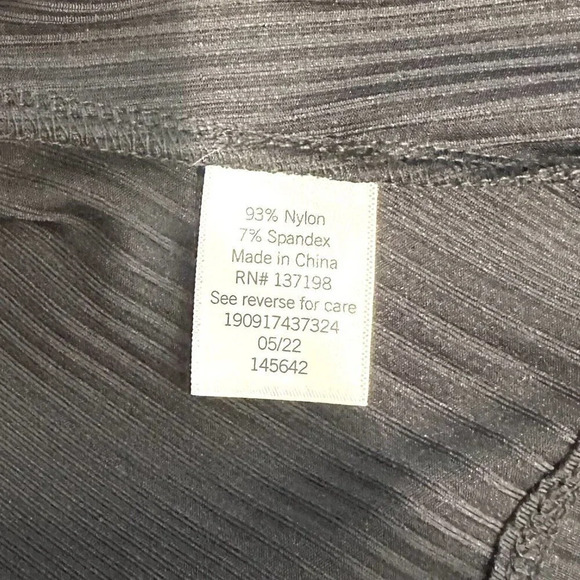 93% Nylon
7% Spandex
Made in China
RN# 137198
See reverse for care
190917437324
05/22
145642